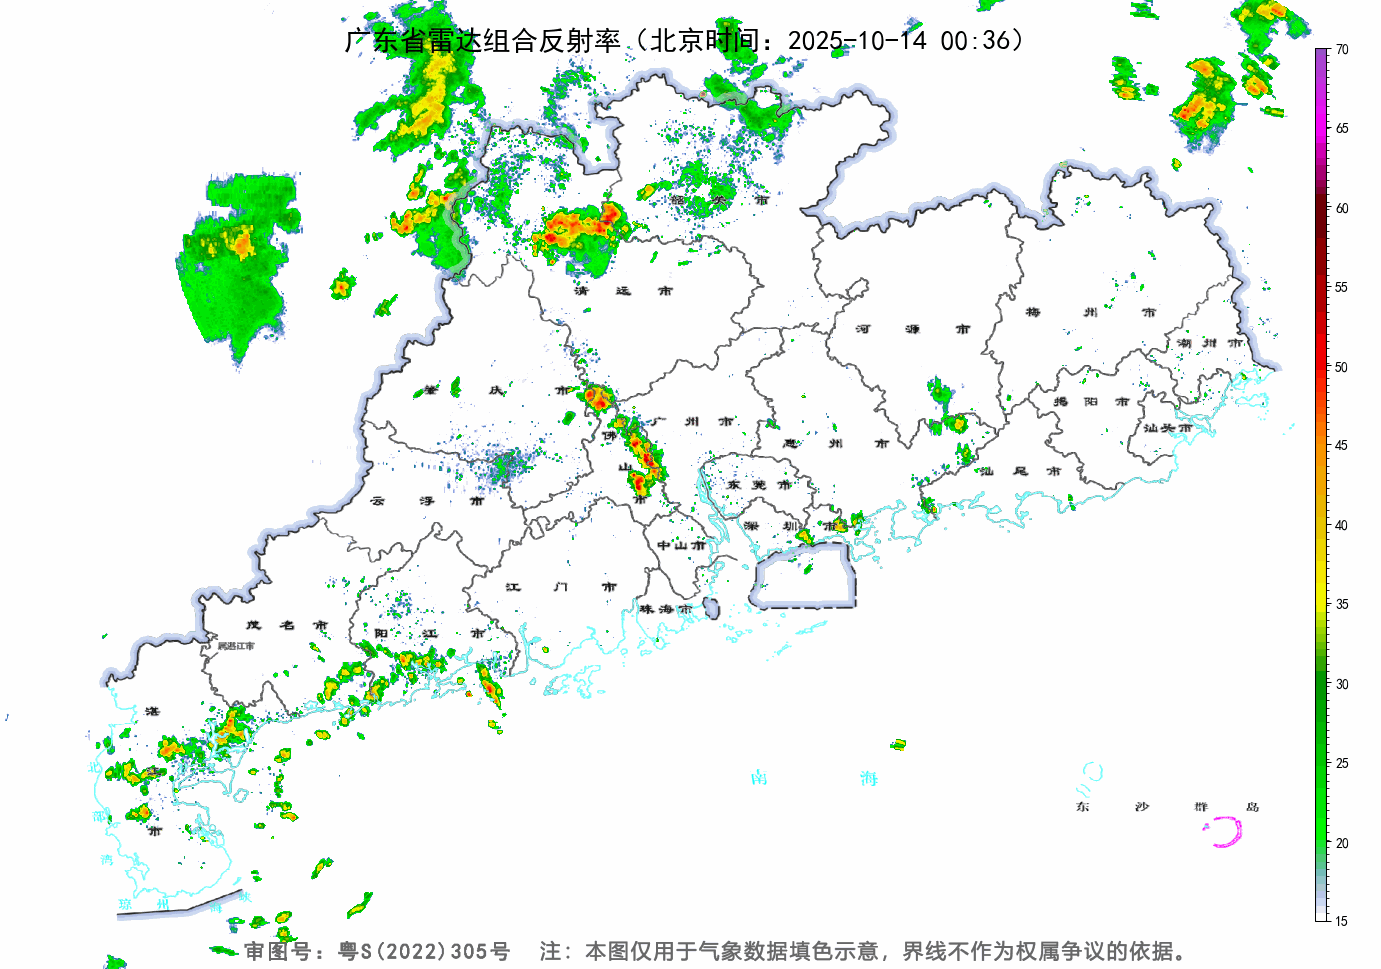 广东省雷达组合反射率（北京时间：2025-10-14 00:36）
70
65
60
55
50
45
40
35
30
25
20
15
韶 关 市
清 远 市
河 源 市
梅 州 市
潮 州 市
肇 庆 市
广 州 市
佛 山 市
惠 州 市
揭 阳 市
汕头市
汕 尾 市
东 莞 市
云 浮 市
深 圳 市
中山市
江 门 市
珠海市
茂 名 市
阳 江 市
属湛江市
湛 江 市
北 部 湾
琼 州 海 峡
南 海
东 沙 群 岛
审图号：粤S(2022)305号 注：本图仅用于气象数据填色示意，界线不作为权属争议的依据。